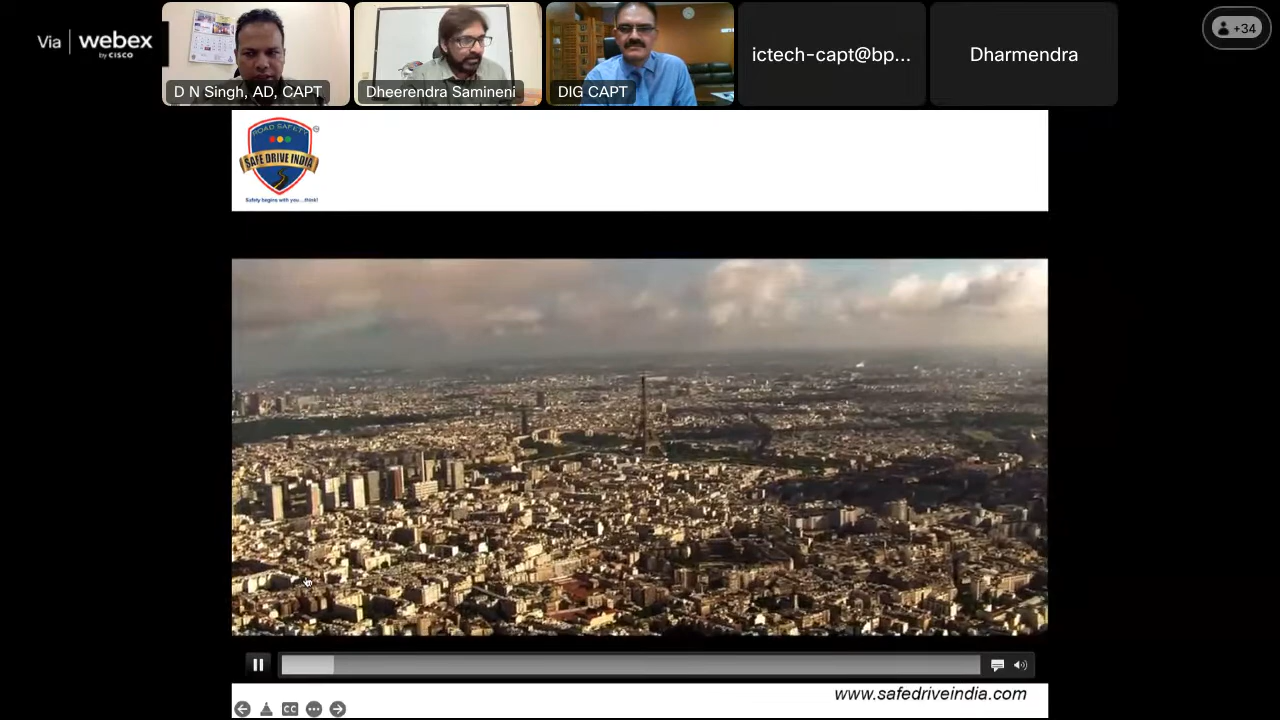 Via webex
by CISCO
D N Singh, AD, CAPT
Dheerendra Samineni
DIG CAPT
ictech-capt@bp...
Dharmendra
+34
ROAD SAFETY
SAFE DRIVE INDIA
Safety begins with you...think!
CC
www.safedriveindia.com